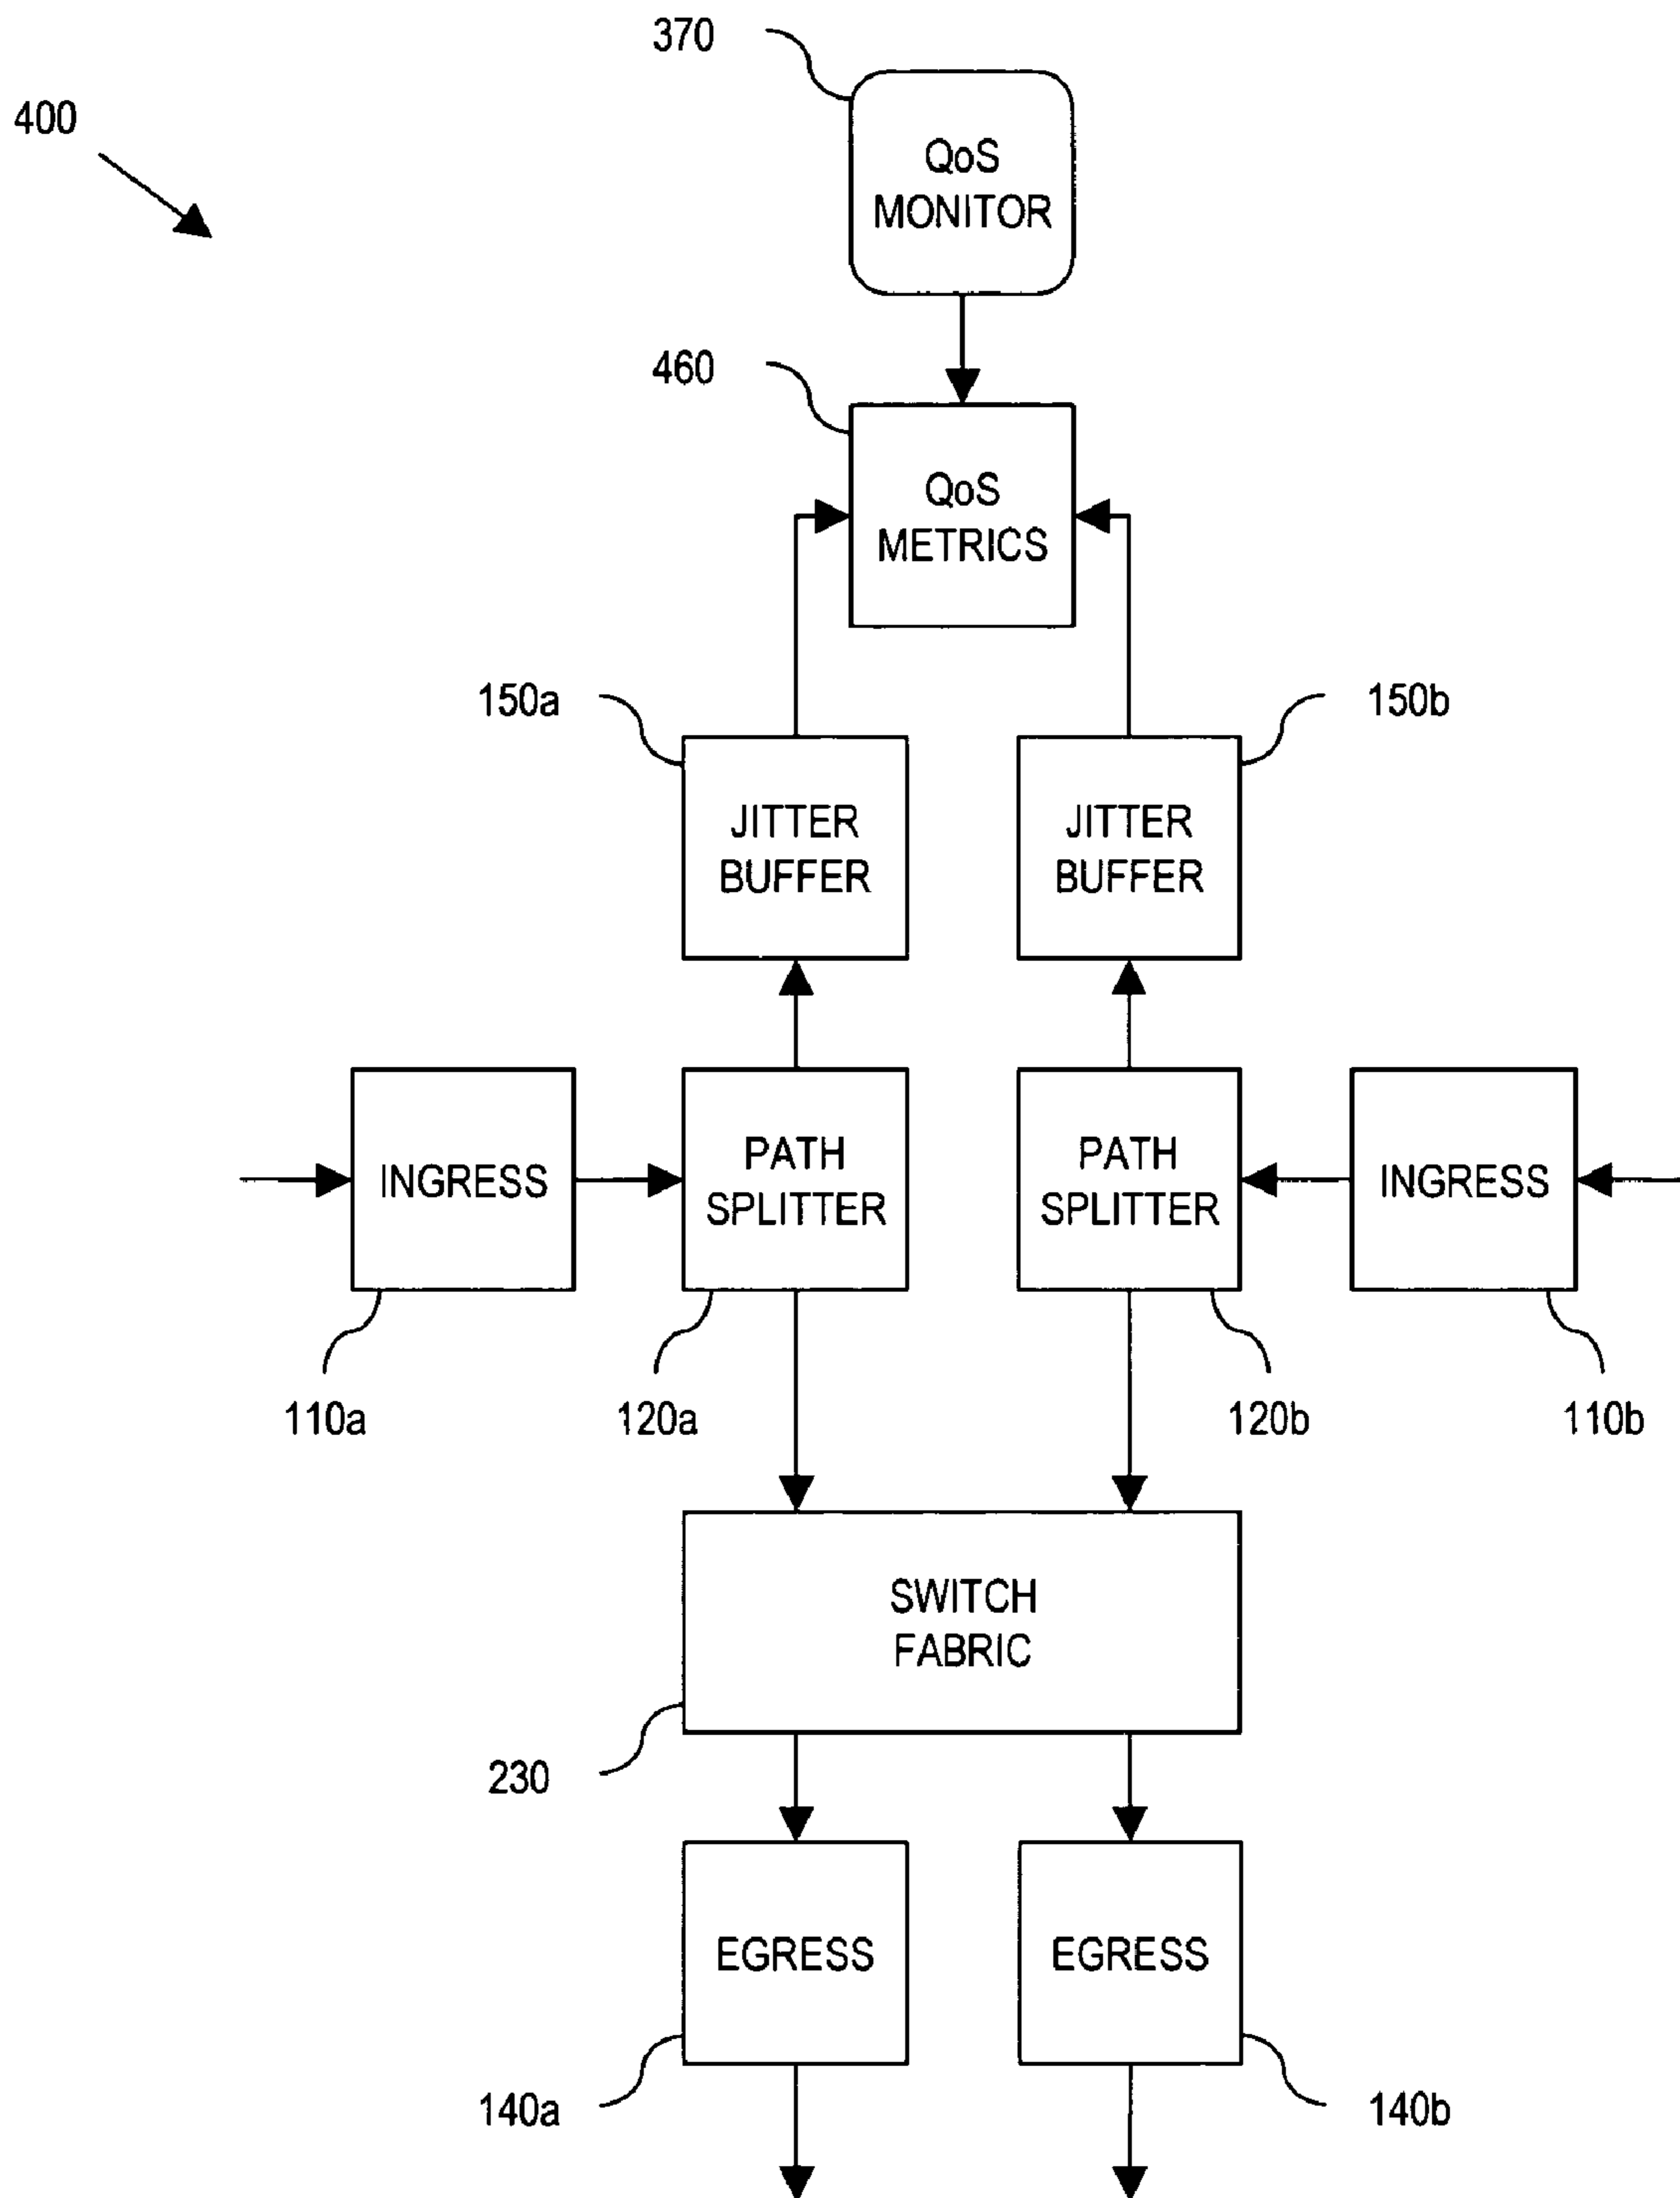 370
400
QoS
MONITOR
460
QoS
METRICS
150a
150b
JITTER
BUFFER
JITTER
BUFFER
INGRESS
PATH
SPLITTER
PATH
SPLITTER
INGRESS
110a
120a
120b
110b
SWITCH
FABRIC
230
EGRESS
EGRESS
140a
140b